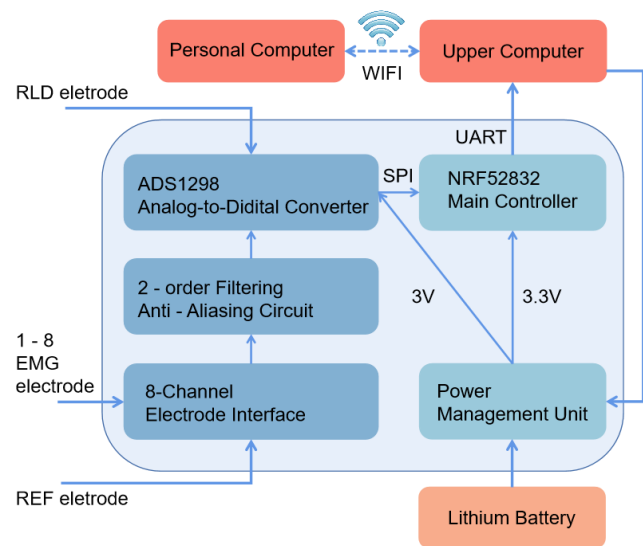 Personal Computer
WIFI
Upper Computer
RLD eletrode
UART
ADS1298
Analog-to-Didital Converter
SPI
NRF52832
Main Controller
2 - order Filtering
Anti - Aliasing Circuit
3V
3.3V
1 - 8
EMG
electrode
8-Channel
Electrode Interface
Power
Management Unit
REF eletrode
Lithium Battery